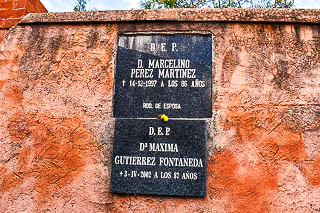 D. E. P.
D. MARCELINO
PEREZ MARTINEZ
† 14-12-1997 A LOS 86 AÑOS
ROD. DE ESPOSA
D. E. P.
Dª MAXIMA
GUTIERREZ FONTANEDA
+ 3-IV-2002 A LOS 87 AÑOS